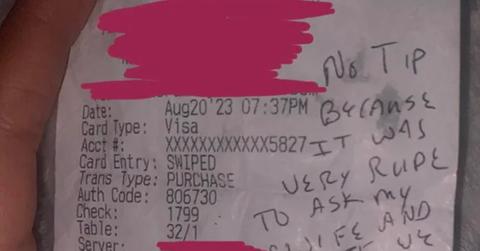 No TIP
Date: Aug20'23 07:37PM
BECAUSE
Card Type: Visa
Acct #: XXXXXXXXXXXX5827
IT WAS
Card Entry: SWIPED
VERY RUDE
Trans Type: PURCHASE
Auth Code: 806730
TO ASK MY
Check: 1799
WIFE AND
Table: 32/1
Server: